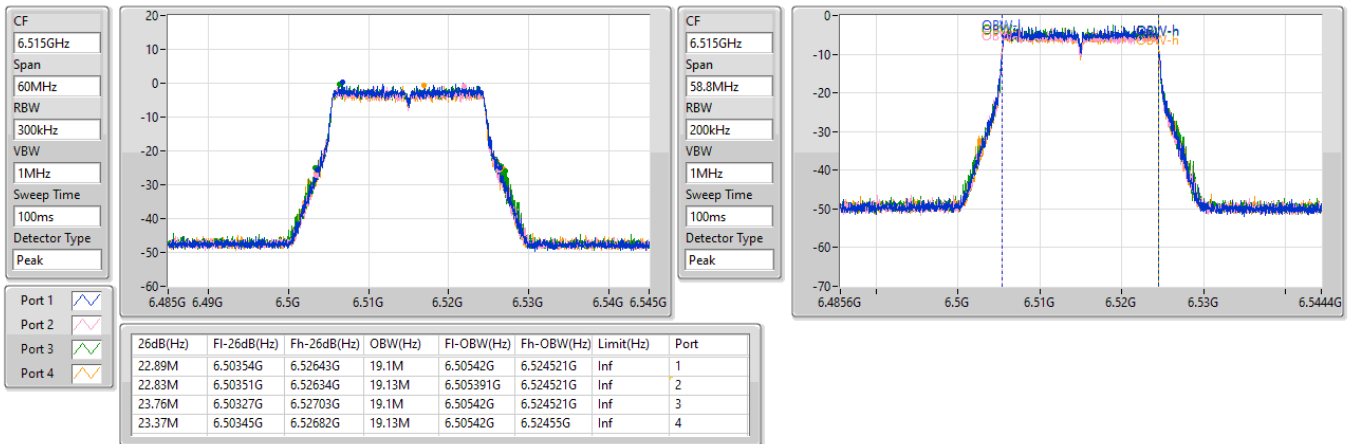 CF
6.515GHz
Span
60MHz
RBW
300kHz
VBW
1MHz
Sweep Time
100ms
Detector Type
Peak
20
10
0
-10
-20
-30
-40
-50
-60
6.485G 6.49G 6.5G 6.51G 6.52G 6.53G 6.54G 6.545G
CF
6.515GHz
Span
58.8MHz
RBW
200kHz
VBW
1MHz
Sweep Time
100ms
Detector Type
Peak
0
-10
-20
-30
-40
-50
-60
-70
6.4856G 6.5G 6.51G 6.52G 6.53G 6.5444G
Port 1
Port 2
Port 3
Port 4
26dB(Hz) Fl-26dB(Hz) Fh-26dB(Hz) OBW(Hz) Fl-OBW(Hz) Fh-OBW(Hz) Limit(Hz) Port
22.89M 6.50354G 6.52643G 19.1M 6.50542G 6.524521G Inf 1
22.83M 6.50351G 6.52634G 19.13M 6.505391G 6.524521G Inf 2
23.76M 6.50327G 6.52703G 19.1M 6.50542G 6.524521G Inf 3
23.37M 6.50345G 6.52682G 19.13M 6.50542G 6.52455G Inf 4